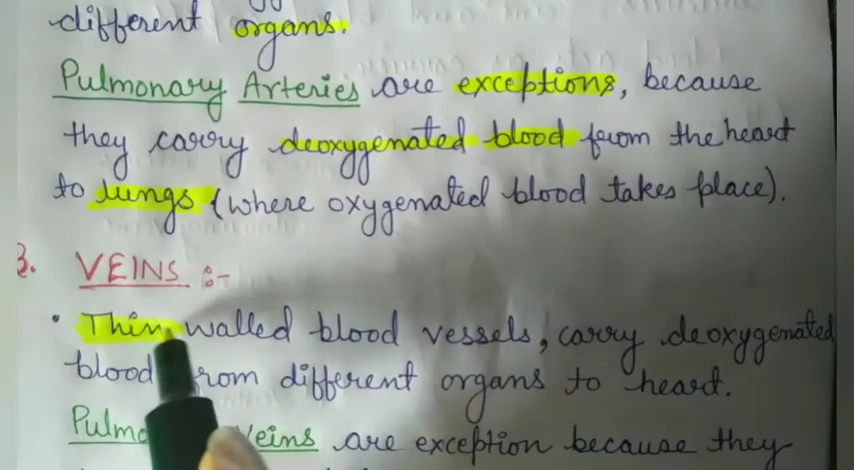 different organs.
Pulmonary Arteries are exceptions, because
they carry deoxygenated blood from the heart
to lungs (where oxygenated blood takes place).
3. VEINS :-
• Thin walled blood vessels, carry deoxygenated
blood from different organs to heart.
Veins are exception because they